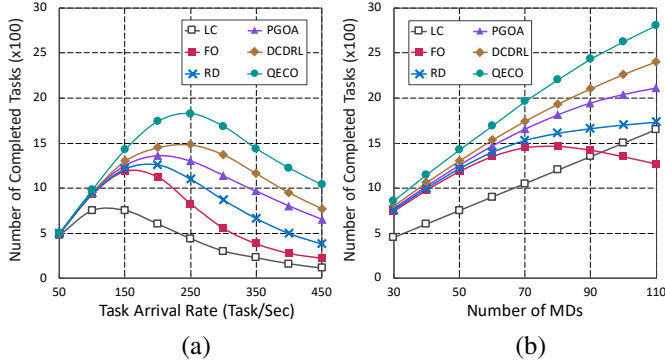 Number of Completed Tasks (x100)
30
25
20
15
10
5
0
LC
FO
RD
PGOA
DCDRL
QECO
50
150
250
350
450
Task Arrival Rate (Task/Sec)
(a)
Number of Completed Tasks (x100)
30
25
20
15
10
5
0
LC
FO
RD
PGOA
DCDRL
QECO
30
50
70
90
110
Number of MDs
(b)